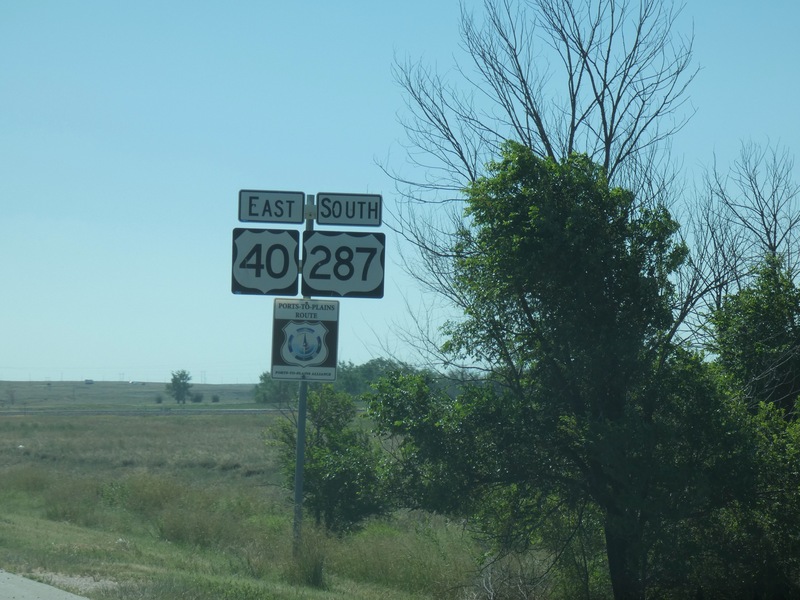 EAST SOUTH
40 287
PORTS-TO-PLAINS
ROUTE